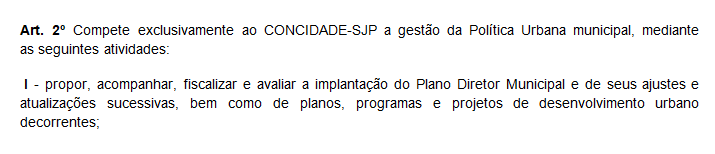 Art. 2º Compete exclusivamente ao CONCIDADE-SJP a gestão da Política Urbana municipal, mediante
as seguintes atividades:
I - propor, acompanhar, fiscalizar e avaliar a implantação do Plano Diretor Municipal e de seus ajustes e
atualizações sucessivas, bem como de planos, programas e projetos de desenvolvimento urbano
decorrentes;